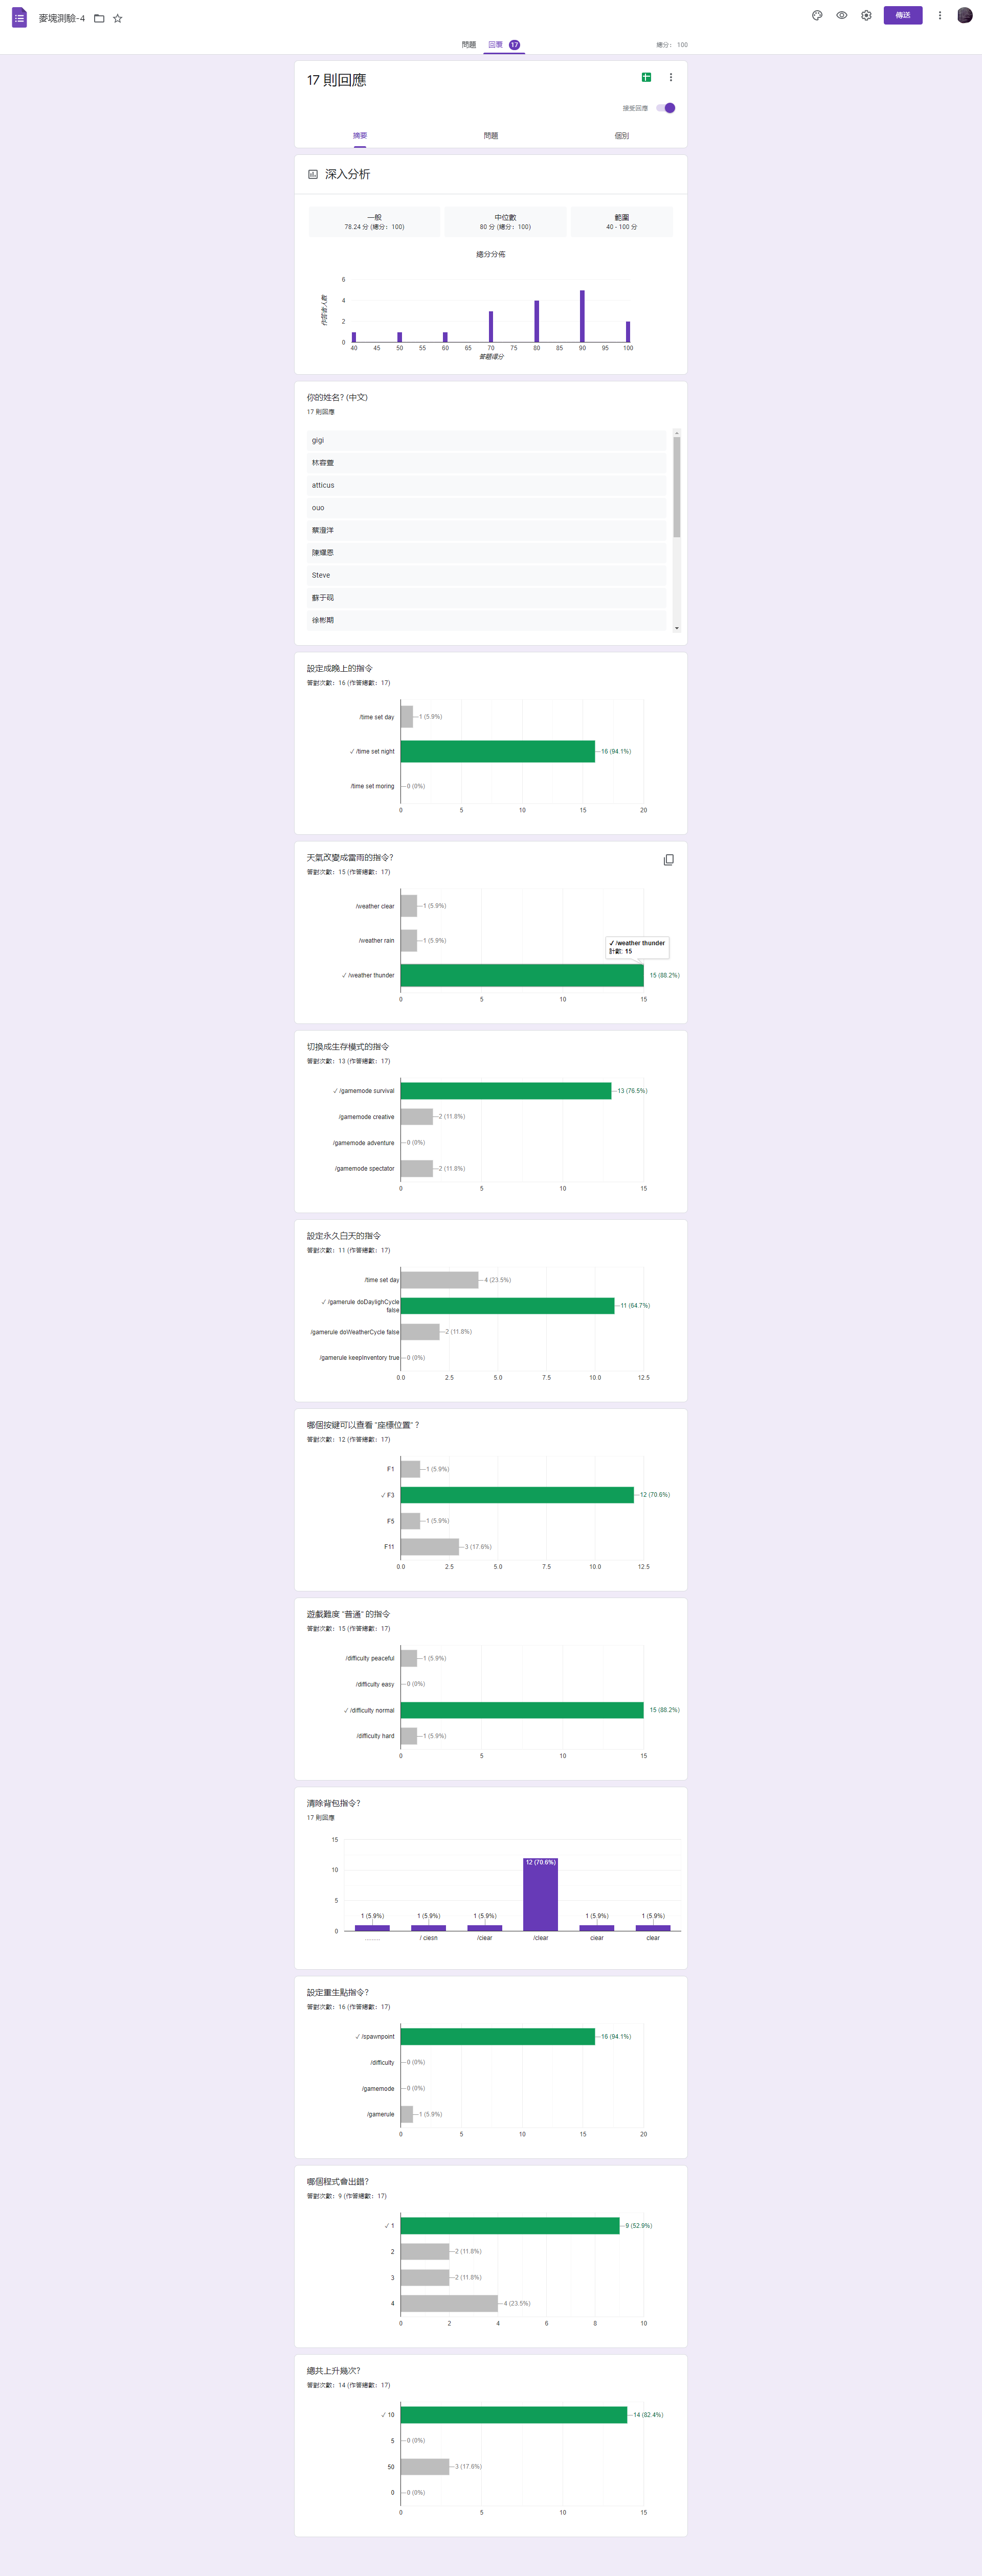 麥塊測驗-4
傳送
問題
回覆 17
總分： 100
17 則回應
接受回應
摘要
問題
個別
深入分析
一般
78.24 分 (總分：100)
中位數
80 分 (總分：100)
範圍
40 - 100 分
總分分佈
作答者人數
6
4
2
0
40 45 50 55 60 65 70 75 80 85 90 95 100
答題得分
你的姓名? (中文)
17 則回應
gigi
林容靈
atticus
ouo
蔡澄洋
Steve
蘇于硯
徐彬期
設定成晚上的指令
答對次數：16 (作答總數：17)
/time set day
1 (5.9%)
✓ /time set night
16 (94.1%)
/time set moring
0 (0%)
0 5 10 15 20
天氣改變成雷雨的指令?
答對次數：15 (作答總數：17)
/weather clear
1 (5.9%)
/weather rain
1 (5.9%)
✓ /weather thunder
計數: 15
✓ /weather thunder
15 (88.2%)
0 5 10 15
切換成生存模式的指令
答對次數：13 (作答總數：17)
✓ /gamemode survival
13 (76.5%)
/gamemode creative
2 (11.8%)
/gamemode adventure
0 (0%)
/gamemode spectator
2 (11.8%)
0 5 10 15
設定永久白天的指令
答對次數：11 (作答總數：17)
/time set day
4 (23.5%)
✓ /gamerule doDaylighCycle
false
11 (64.7%)
/gamerule doWeatherCycle false
2 (11.8%)
/gamerule keepInventory true
0 (0%)
0.0 2.5 5.0 7.5 10.0 12.5
哪個按鍵可以查看 "座標位置" ?
答對次數：12 (作答總數：17)
F1
1 (5.9%)
✓ F3
12 (70.6%)
F5
1 (5.9%)
F11
3 (17.6%)
0.0 2.5 5.0 7.5 10.0 12.5
遊戲難度 "普通" 的指令
答對次數：15 (作答總數：17)
/difficulty peaceful
1 (5.9%)
/difficulty easy
0 (0%)
✓ /difficulty normal
15 (88.2%)
/difficulty hard
1 (5.9%)
0 5 10 15
清除背包指令?
17 則回應
15
10
5
0
1 (5.9%) 1 (5.9%) 1 (5.9%) 12 (70.6%) 1 (5.9%) 1 (5.9%)
/ ciesn /ciear /clear ciear clear
設定重生點指令?
答對次數：16 (作答總數：17)
✓ /spawnpoint
16 (94.1%)
/difficulty
0 (0%)
/gamemode
0 (0%)
/gamerule
1 (5.9%)
0 5 10 15 20
哪個程式會出錯?
答對次數：9 (作答總數：17)
✓ 1
9 (52.9%)
2
2 (11.8%)
3
2 (11.8%)
4
4 (23.5%)
0 2 4 6 8 10
總共上升幾次?
答對次數：14 (作答總數：17)
✓ 10
14 (82.4%)
5
0 (0%)
50
3 (17.6%)
0
0 (0%)
0 5 10 15